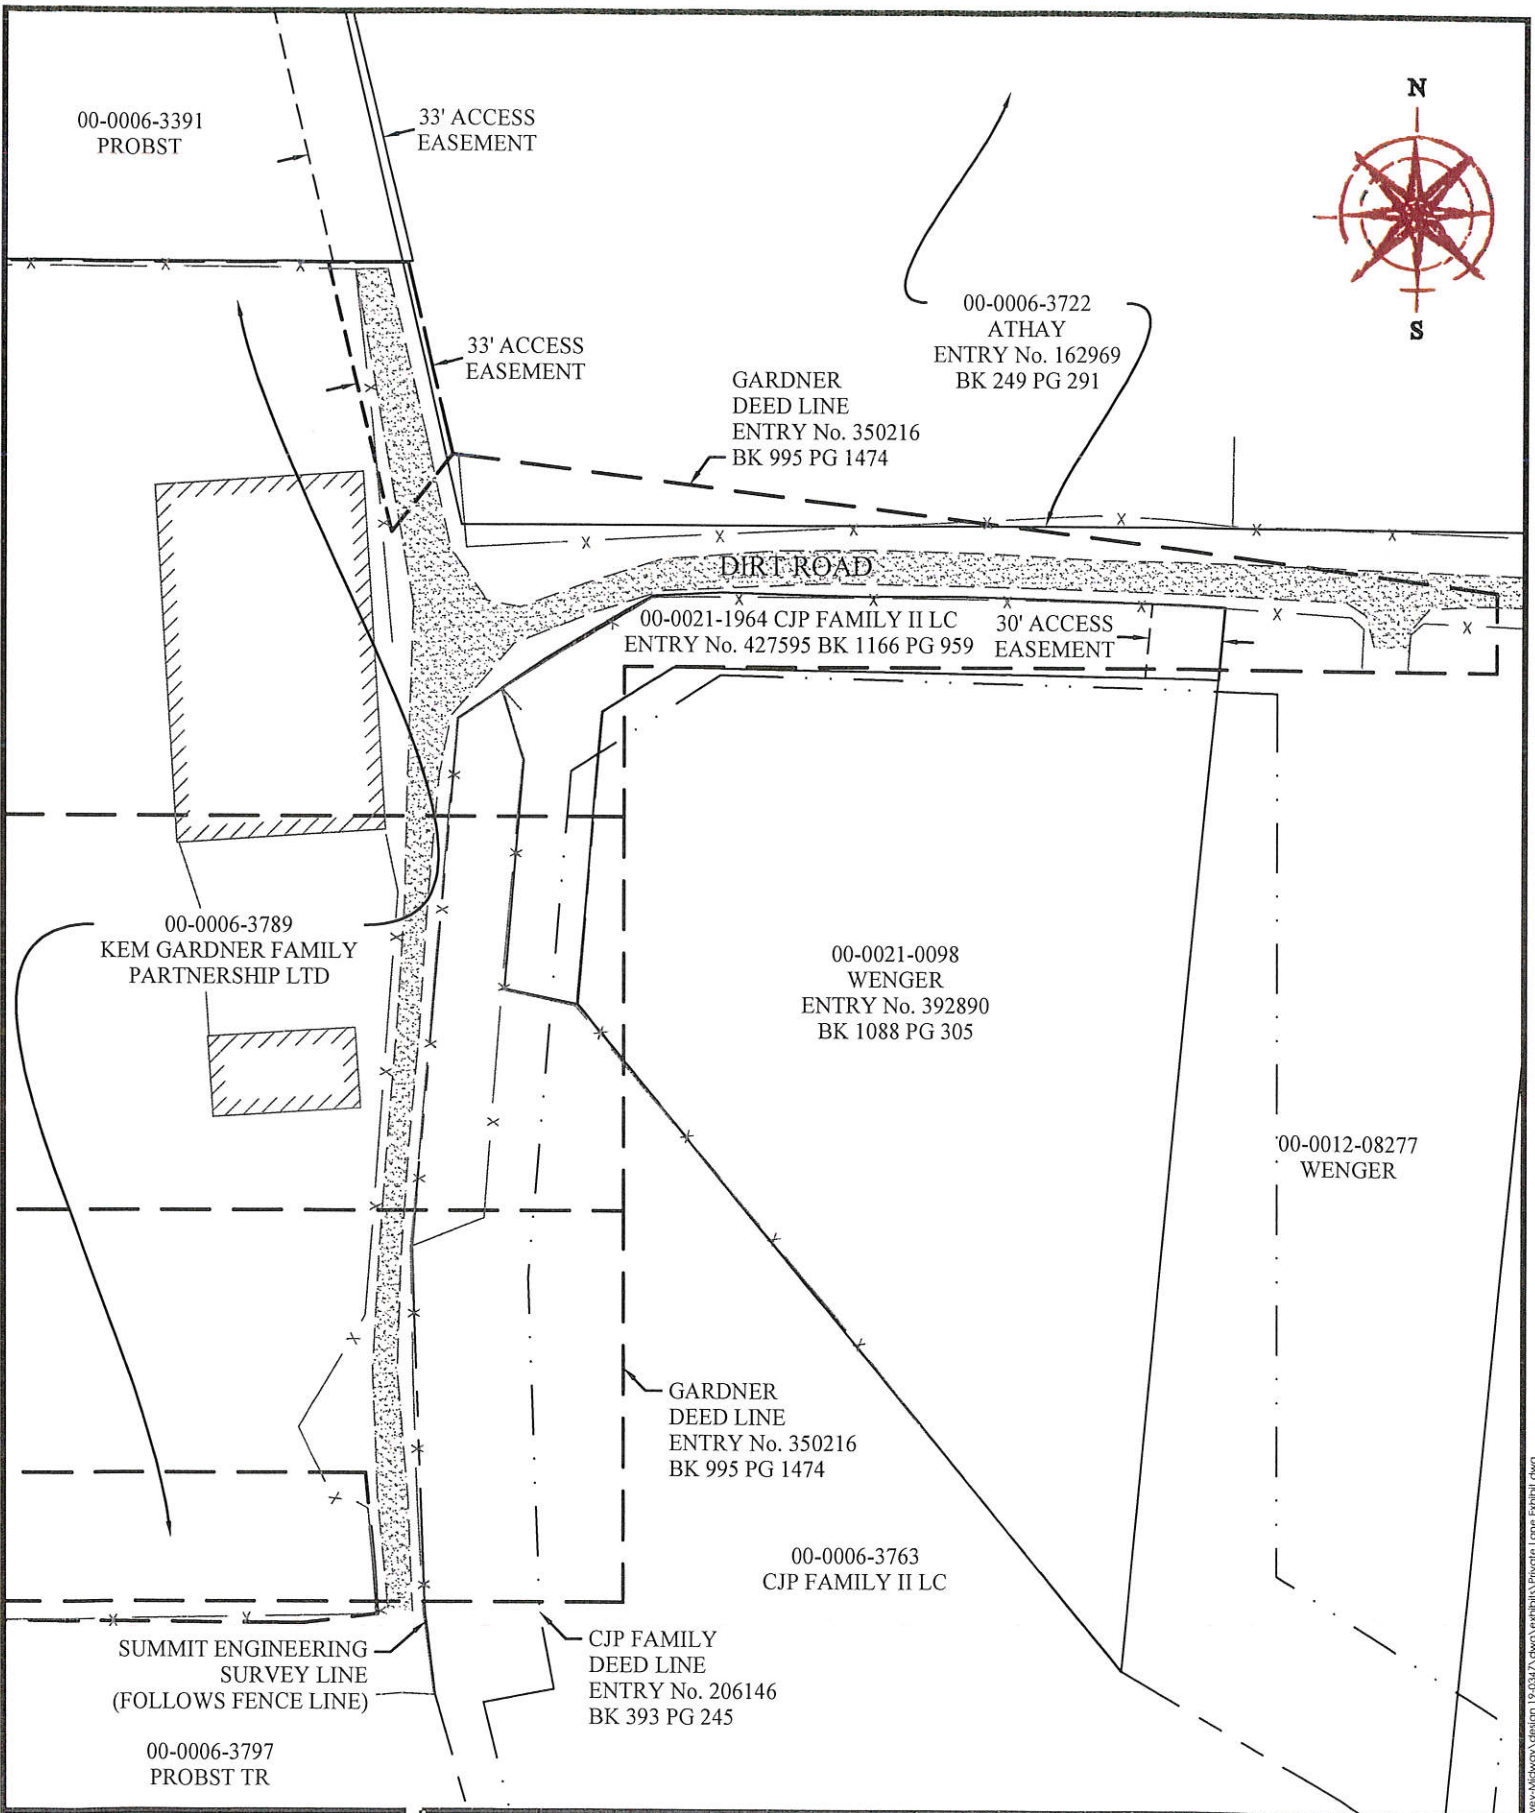 00-0006-3391
PROBST
33' ACCESS
EASEMENT
N
S
33' ACCESS
EASEMENT
00-0006-3722
ATHAY
ENTRY No. 162969
BK 249 PG 291
GARDNER
DEED LINE
ENTRY No. 350216
BK 995 PG 1474
DIRT ROAD
00-0021-1964 CJP FAMILY II LC
ENTRY No. 427595 BK 1166 PG 959
30' ACCESS
EASEMENT
00-0006-3789
KEM GARDNER FAMILY
PARTNERSHIP LTD
00-0021-0098
WENGER
ENTRY No. 392890
BK 1088 PG 305
00-0012-08277
WENGER
GARDNER
DEED LINE
ENTRY No. 350216
BK 995 PG 1474
00-0006-3763
CJP FAMILY II LC
SUMMIT ENGINEERING
SURVEY LINE
(FOLLOWS FENCE LINE)
CJP FAMILY
DEED LINE
ENTRY No. 206146
BK 393 PG 245
00-0006-3797
PROBST TR